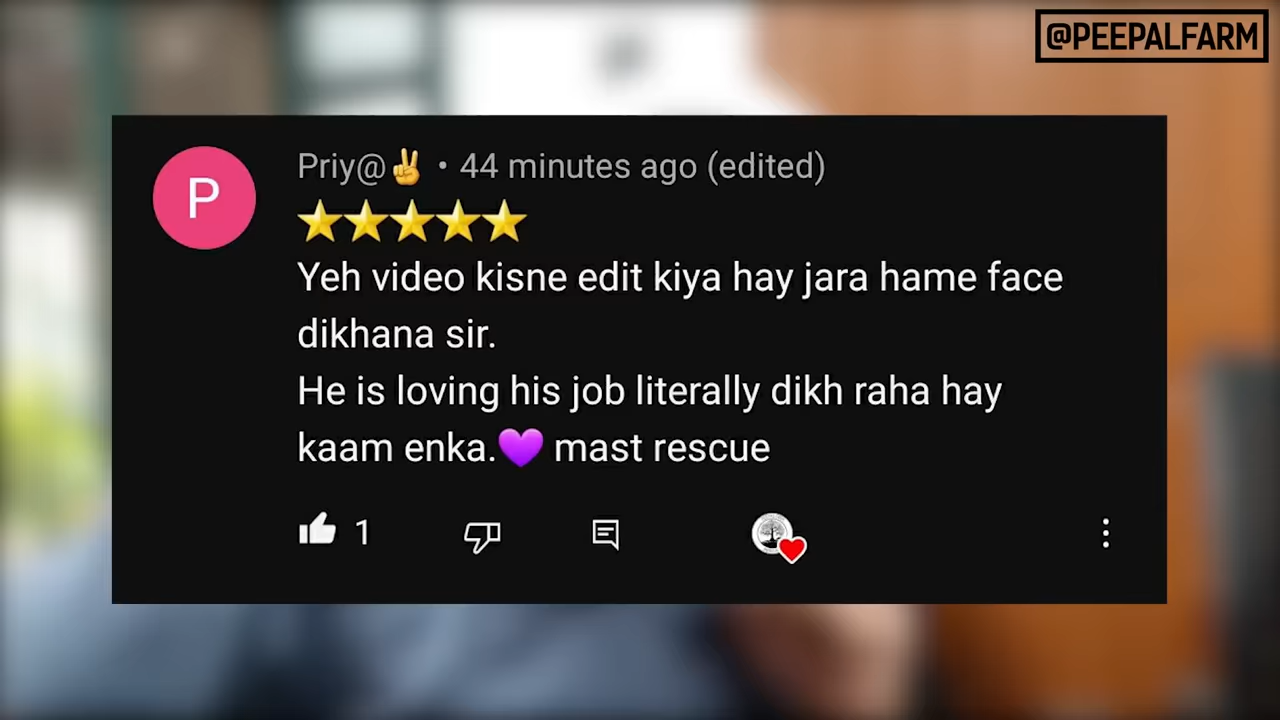 @PEEPALFARM
P
Priy@✌ • 44 minutes ago (edited)
⭐⭐⭐⭐⭐
Yeh video kisne edit kiya hay jara hame face
dikhana sir.
He is loving his job literally dikh raha hay
kaam enka.💜 mast rescue
1